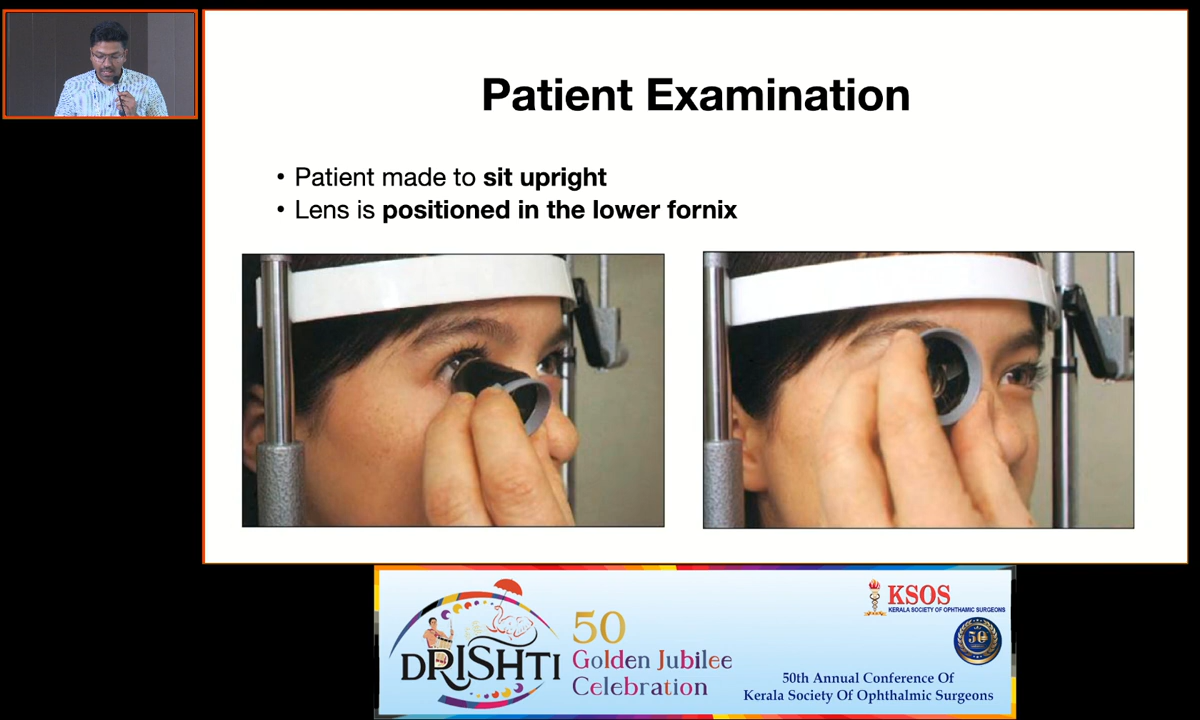 Patient Examination
• Patient made to sit upright
• Lens is positioned in the lower fornix
DRISHTI
50
Golden Jubilee
Celebration
KSOS
KERALA SOCIETY OF OPHTHAMIC SURGEONS
50
50th Annual Conference Of
Kerala Society Of Ophthalmic Surgeons